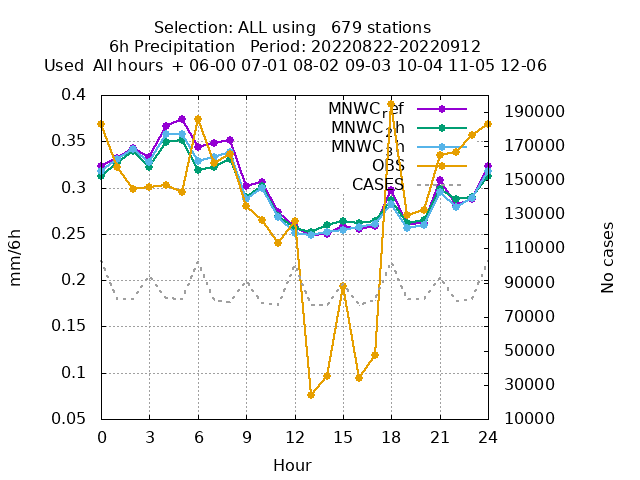 Selection: ALL using   679 stations
6h Precipitation   Period: 20220822-20220912
Used  All hours  + 06-00 07-01 08-02 09-03 10-04 11-05 12-06
0.4
0.35
0.3
0.25
0.2
0.15
0.1
0.05
mm/6h
MNWCref
MNWC2h
MNWC3h
OBS
CASES
190000
170000
150000
130000
110000
90000
70000
50000
30000
10000
No cases
0 3 6 9 12 15 18 21 24
Hour